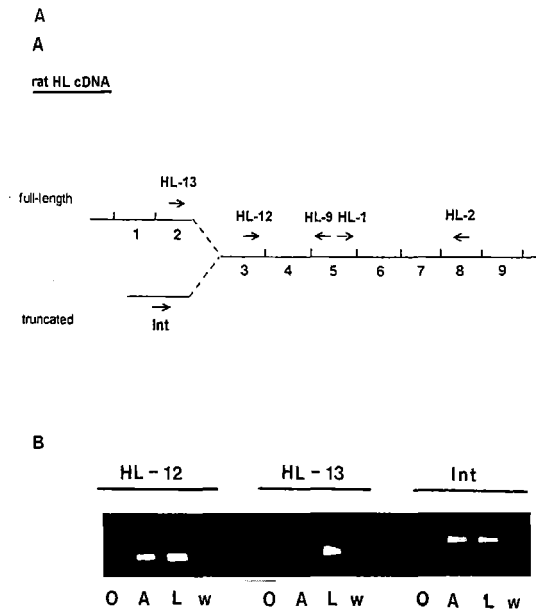 A
A
rat HL cDNA
HL-13
full-length
HL-12 HL-9 HL-1 HL-2
1 2
3 4 5 6 7 8 9
Int
truncated
B
HL-12 HL-13 Int
O A L w O A L w O A L w